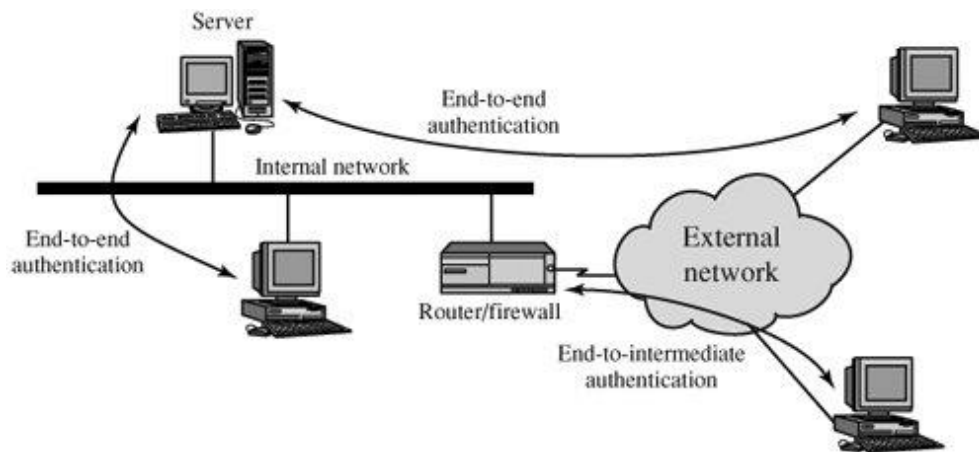 Server
End-to-end
authentication
Internal network
End-to-end
authentication
External
network
Router/firewall
End-to-intermediate
authentication